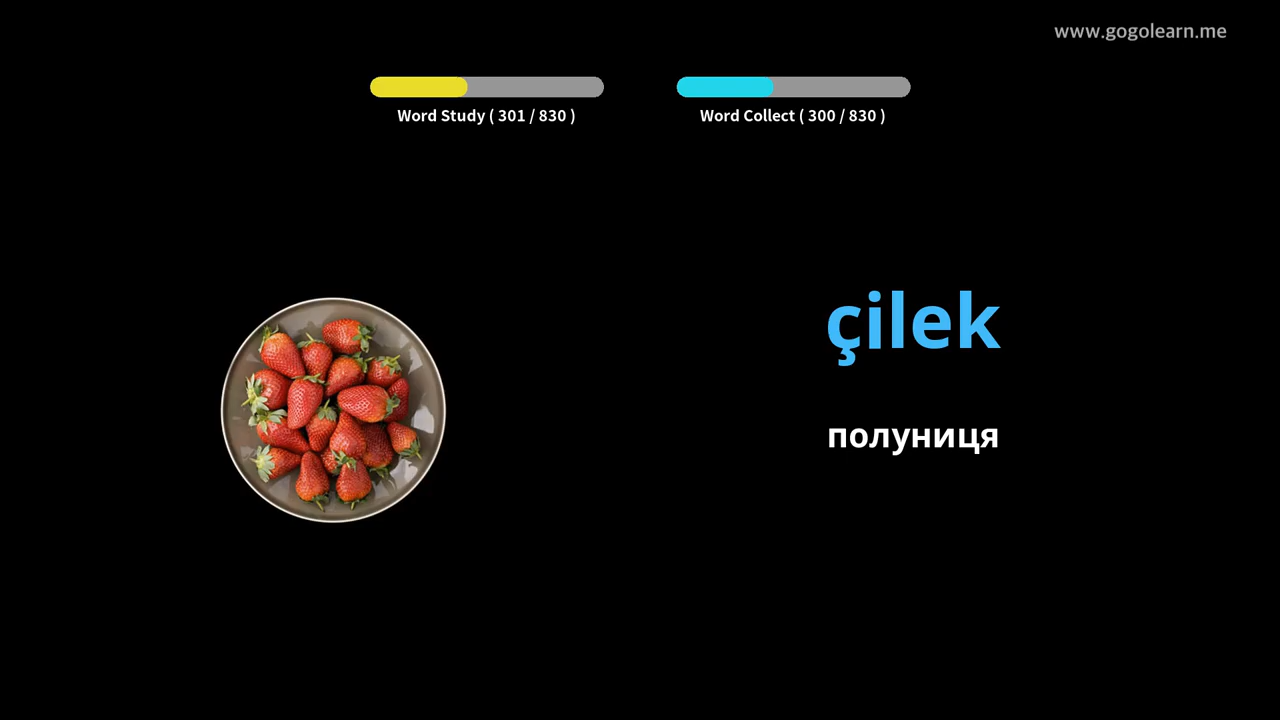 www.gogolearn.me
Word Study ( 301 / 830 )
Word Collect ( 300 / 830 )
çilek
полуниця